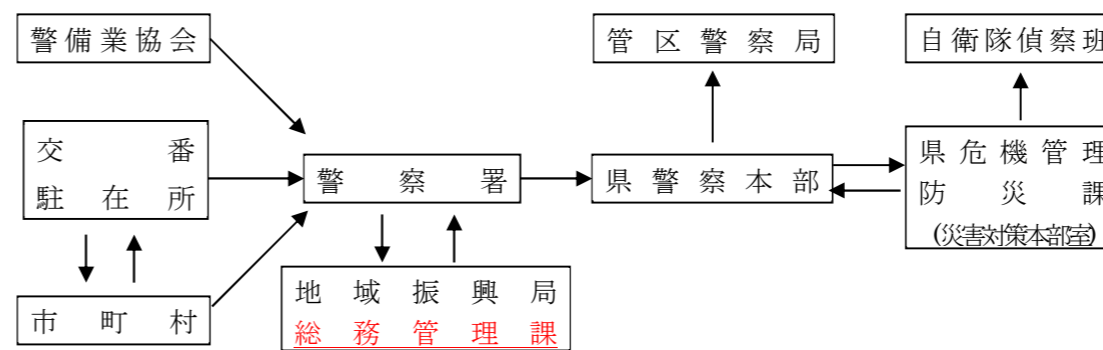 警備業協会
管区警察局
自衛隊偵察班
交番
駐在所
警察署
県警察本部
県危機管理
防災課
(災害対策本部室)
地域振興局
総務管理課
市町村